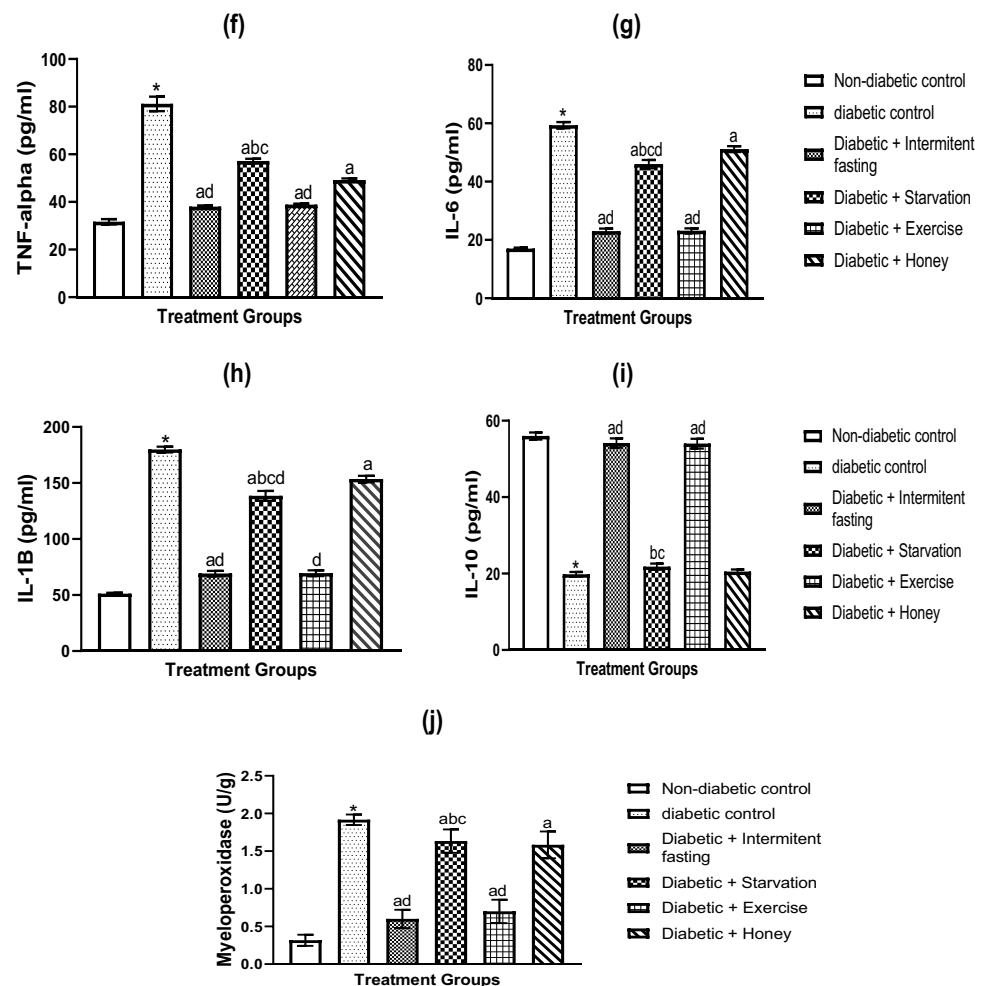 (f)
TNF-alpha (pg/ml)
100
80
60
40
20
0
*
ad
abc
ad
a
Treatment Groups
(g)
IL-6 (pg/ml)
80
60
40
20
0
*
ad
abcd
ad
a
Treatment Groups
Non-diabetic control
diabetic control
Diabetic + Intermitent
fasting
Diabetic + Starvation
Diabetic + Exercise
Diabetic + Honey
(h)
IL-1B (pg/ml)
200
150
100
50
0
*
ad
abcd
d
a
Treatment Groups
(i)
IL-10 (pg/ml)
60
40
20
0
*
ad
bc
ad
Treatment Groups
Non-diabetic control
diabetic control
Diabetic + Intermitent
fasting
Diabetic + Starvation
Diabetic + Exercise
Diabetic + Honey
(j)
Myeloperoxidase (U/g)
2.5
2.0
1.5
1.0
0.5
0.0
*
ad
abc
ad
a
Treatment Groups
Non-diabetic control
diabetic control
Diabetic + Intermitent
fasting
Diabetic + Starvation
Diabetic + Exercise
Diabetic + Honey